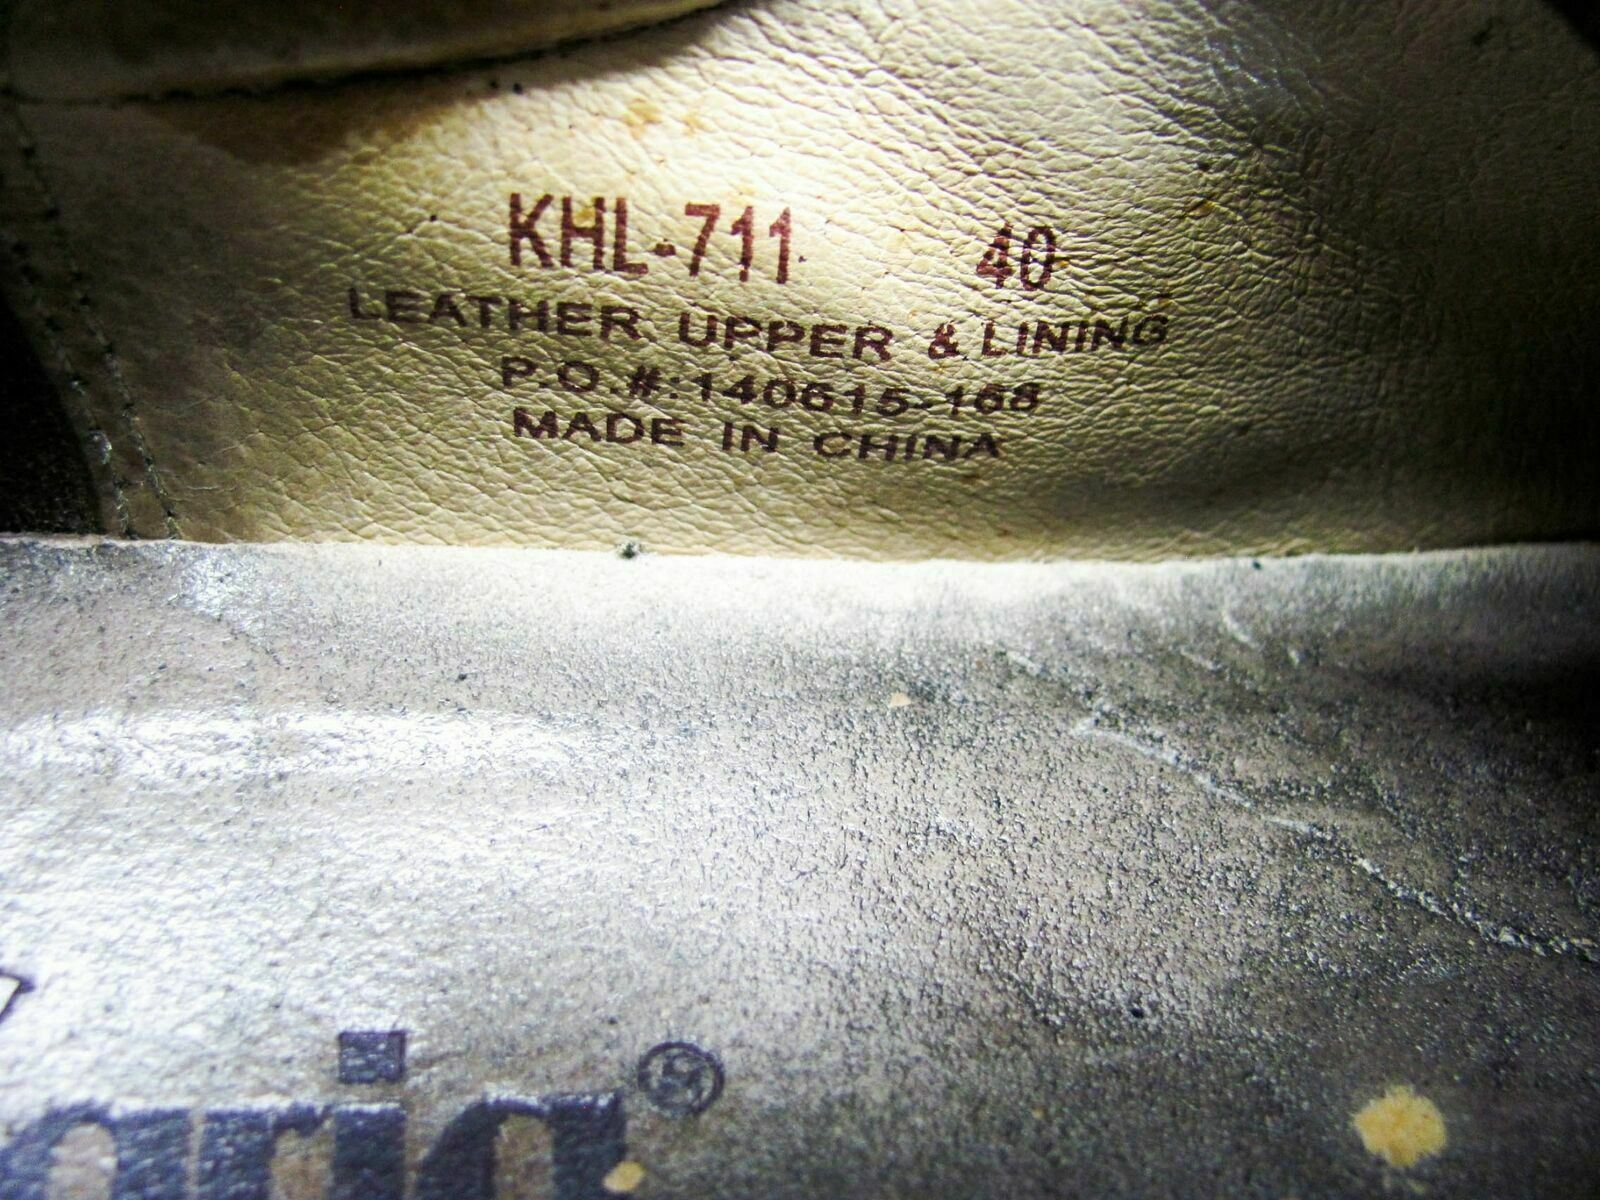 KHL-711 40
LEATHER UPPER & LINING
P.O.#:140615-168
MADE IN CHINA